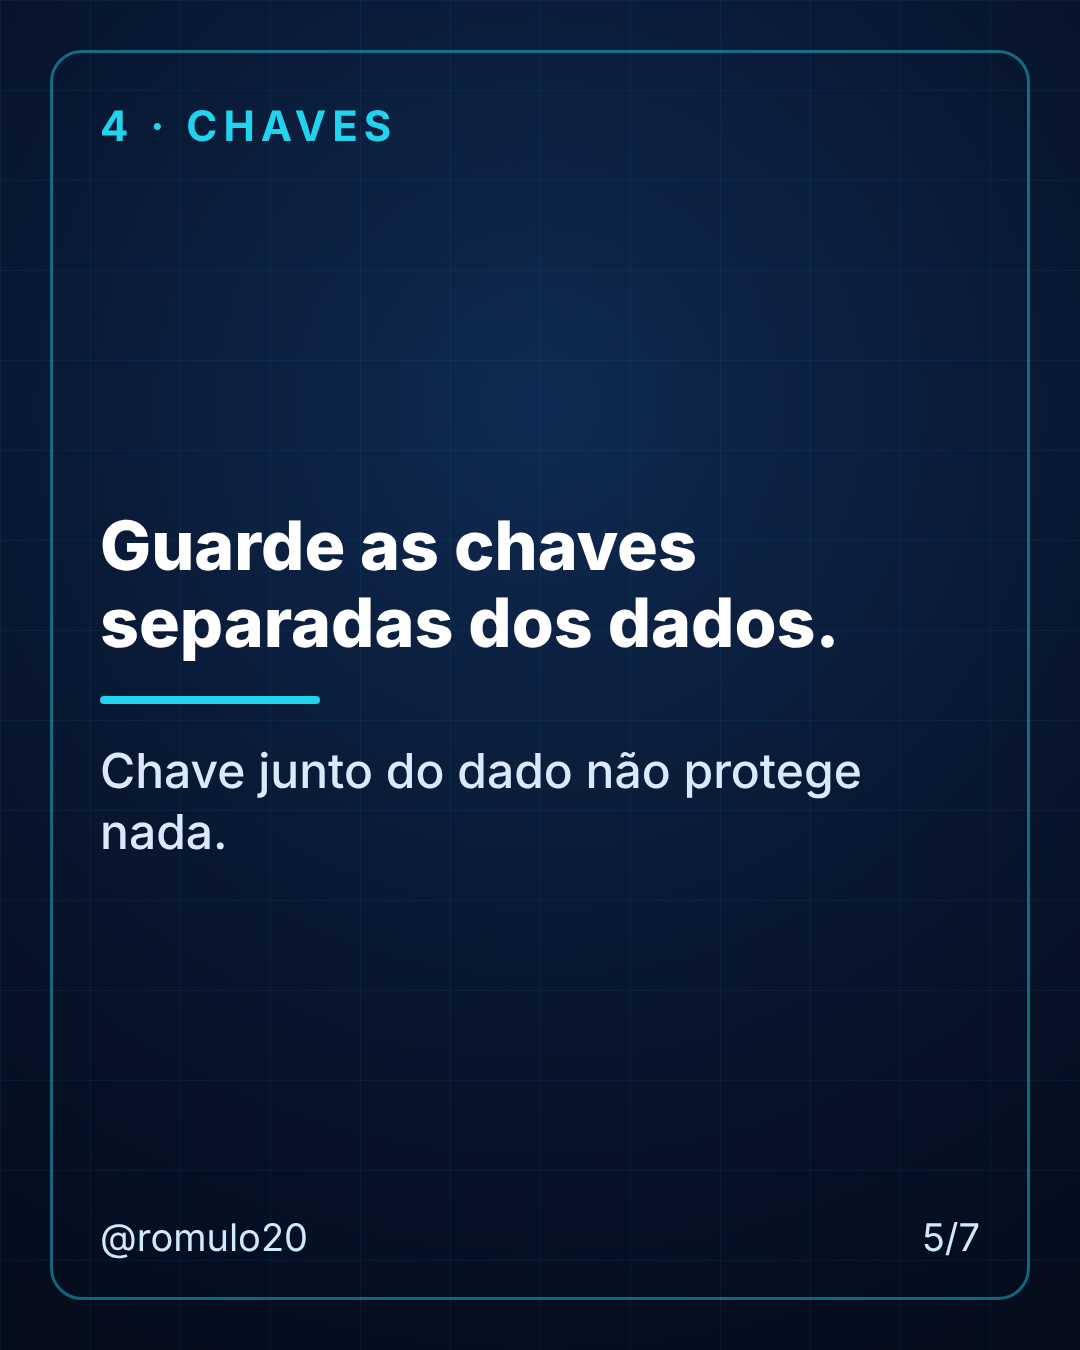 4 · CHAVES
Guarde as chaves
separadas dos dados.
Chave junto do dado não protege
nada.
@romulo20
5/7